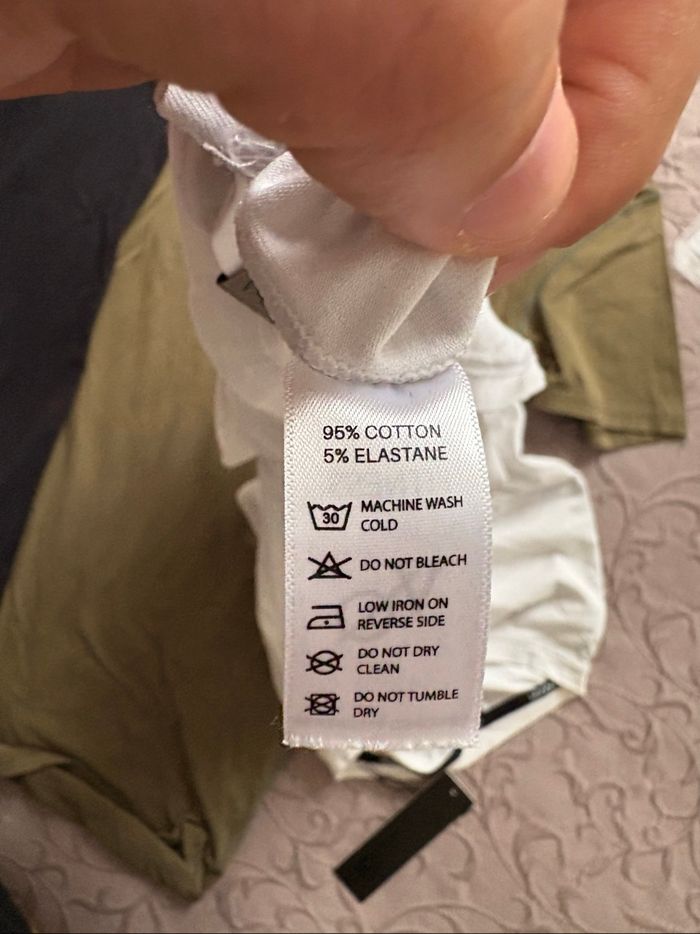 95% COTTON
5% ELASTANE
30
MACHINE WASH
COLD
DO NOT BLEACH
LOW IRON ON
REVERSE SIDE
DO NOT DRY
CLEAN
DO NOT TUMBLE
DRY